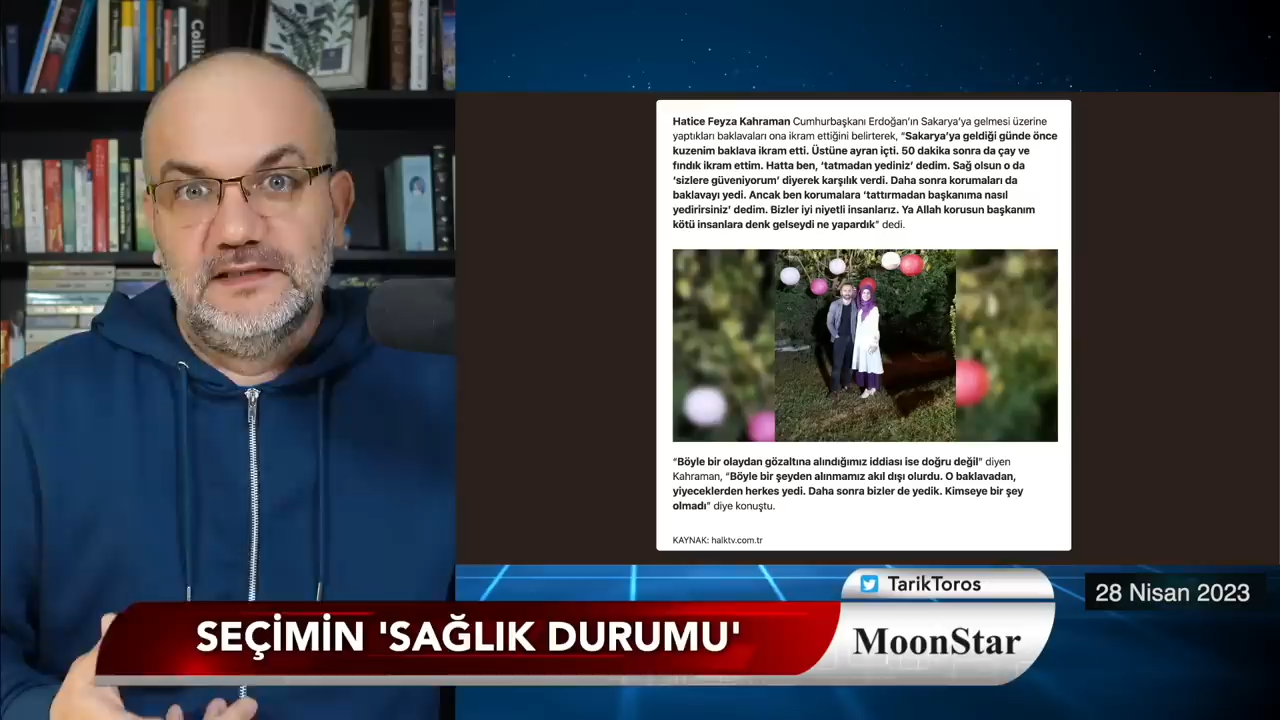 Collin
Hatice Feyza Kahraman Cumhurbaşkanı Erdoğan'ın Sakarya'ya gelmesi üzerine
yaptıkları baklavaları ona ikram ettiğini belirterek, “Sakarya'ya geldiği günde önce
kuzenim baklava ikram etti. Üstüne ayran içti. 50 dakika sonra da çay ve
fındık ikram ettim. Hatta ben, ‘tatmadan yediniz’ dedim. Sağ olsun o da
‘sizlere güveniyorum’ diyerek karşılık verdi. Daha sonra korumaları da
baklavayı yedi. Ancak ben korumalara ‘tattırmadan başkanıma nasıl
yedirirsiniz’ dedim. Bizler iyi niyetli insanlarız. Ya Allah korusun başkanım
kötü insanlara denk gelseydi ne yapardık” dedi.
“Böyle bir olaydan gözaltına alındığımız iddiası ise doğru değil” diyen
Kahraman, “Böyle bir şeyden alınmamız akıl dışı olurdu. O baklavadan,
yiyeceklerden herkes yedi. Daha sonra bizler de yedik. Kimseye bir şey
olmadı” diye konuştu.
KAYNAK: halktv.com.tr
TarikToros
28 Nisan 2023
SEÇİMİN 'SAĞLIK DURUMU'
MoonStar